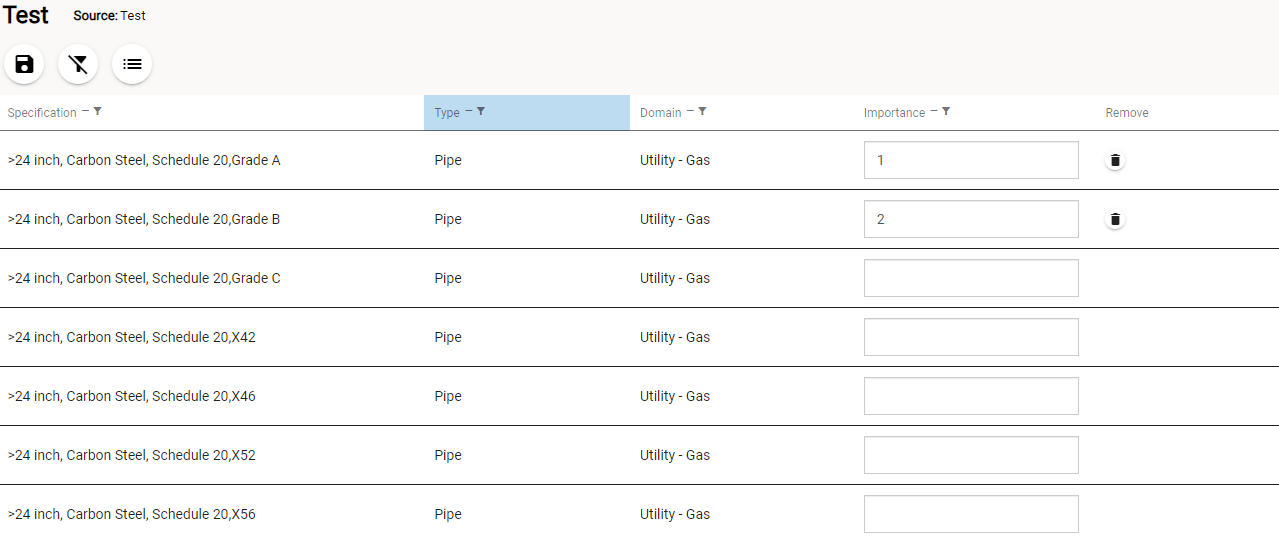 Test Source: Test
Specification Type Domain Importance Remove
>24 inch, Carbon Steel, Schedule 20,Grade A Pipe Utility - Gas 1
>24 inch, Carbon Steel, Schedule 20,Grade B Pipe Utility - Gas 2
>24 inch, Carbon Steel, Schedule 20,Grade C Pipe Utility - Gas
>24 inch, Carbon Steel, Schedule 20,X42 Pipe Utility - Gas
>24 inch, Carbon Steel, Schedule 20,X46 Pipe Utility - Gas
>24 inch, Carbon Steel, Schedule 20,X52 Pipe Utility - Gas
>24 inch, Carbon Steel, Schedule 20,X56 Pipe Utility - Gas